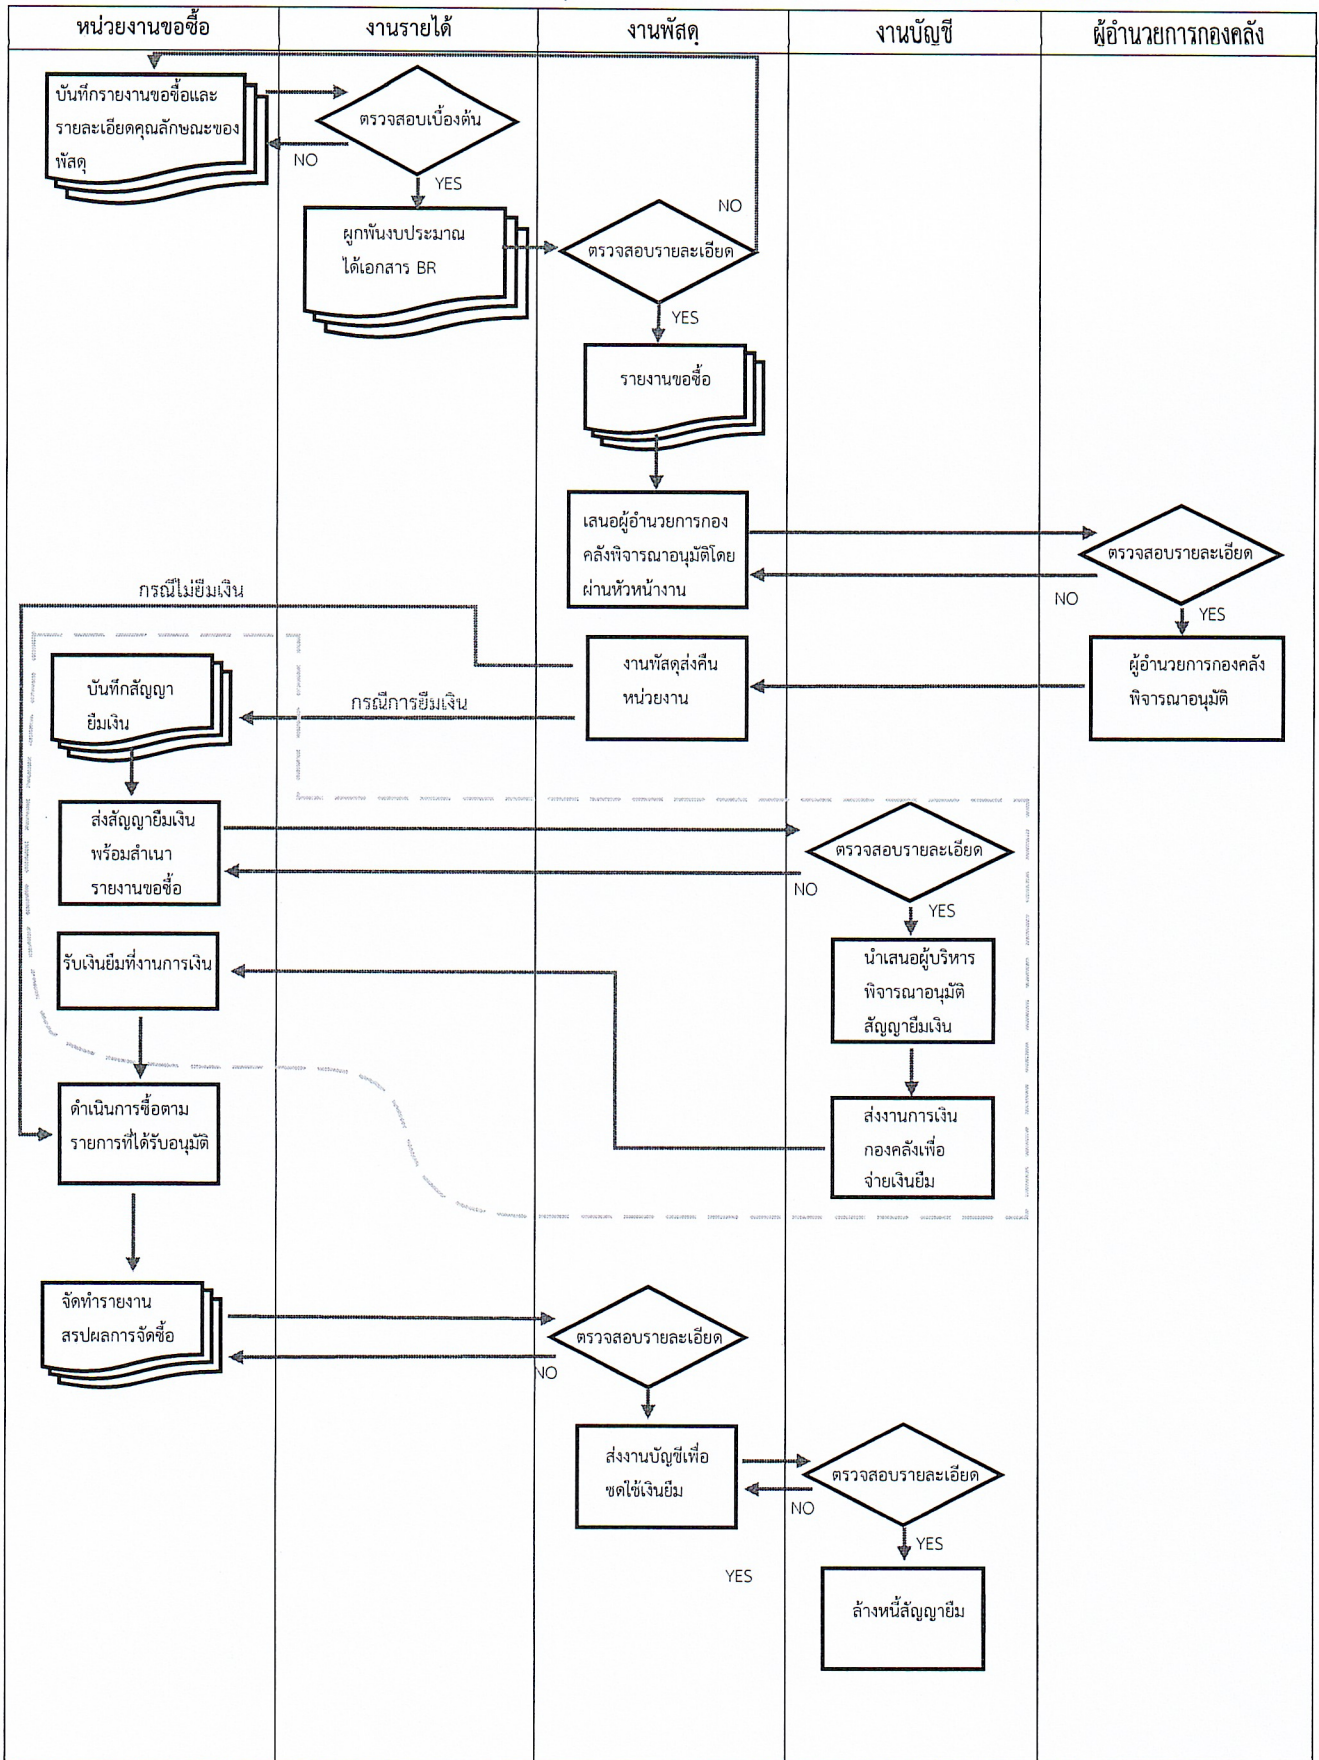 หน่วยงานขอซื้อ
งานรายได้
งานพัสดุ
งานบัญชี
ผู้อำนวยการกองคลัง
บันทึกรายงานขอซื้อและ
รายละเอียดคุณลักษณะของ
พัสดุ
ตรวจสอบเบื้องต้น
NO
YES
ผูกพันงบประมาณ
ได้เอกสาร BR
NO
ตรวจสอบรายละเอียด
YES
รายงานขอซื้อ
เสนอผู้อำนวยการกอง
คลังพิจารณาอนุมัติโดย
ผ่านหัวหน้างาน
ตรวจสอบรายละเอียด
NO
YES
กรณีไม่ยืมเงิน
งานพัสดุส่งคืน
หน่วยงาน
ผู้อำนวยการกองคลัง
พิจารณาอนุมัติ
บันทึกสัญญา
ยืมเงิน
กรณีการยืมเงิน
ส่งสัญญายืมเงิน
พร้อมสำเนา
รายงานขอซื้อ
ตรวจสอบรายละเอียด
NO
YES
รับเงินยืมที่งานการเงิน
นำเสนอผู้บริหาร
พิจารณาอนุมัติ
สัญญายืมเงิน
ดำเนินการซื้อตาม
รายการที่ได้รับอนุมัติ
ส่งงานการเงิน
กองคลังเพื่อ
จ่ายเงินยืม
จัดทำรายงาน
สรุปผลการจัดซื้อ
ตรวจสอบรายละเอียด
NO
ส่งงานบัญชีเพื่อ
ชดใช้เงินยืม
ตรวจสอบรายละเอียด
NO
YES
YES
ล้างหนี้สัญญายืม